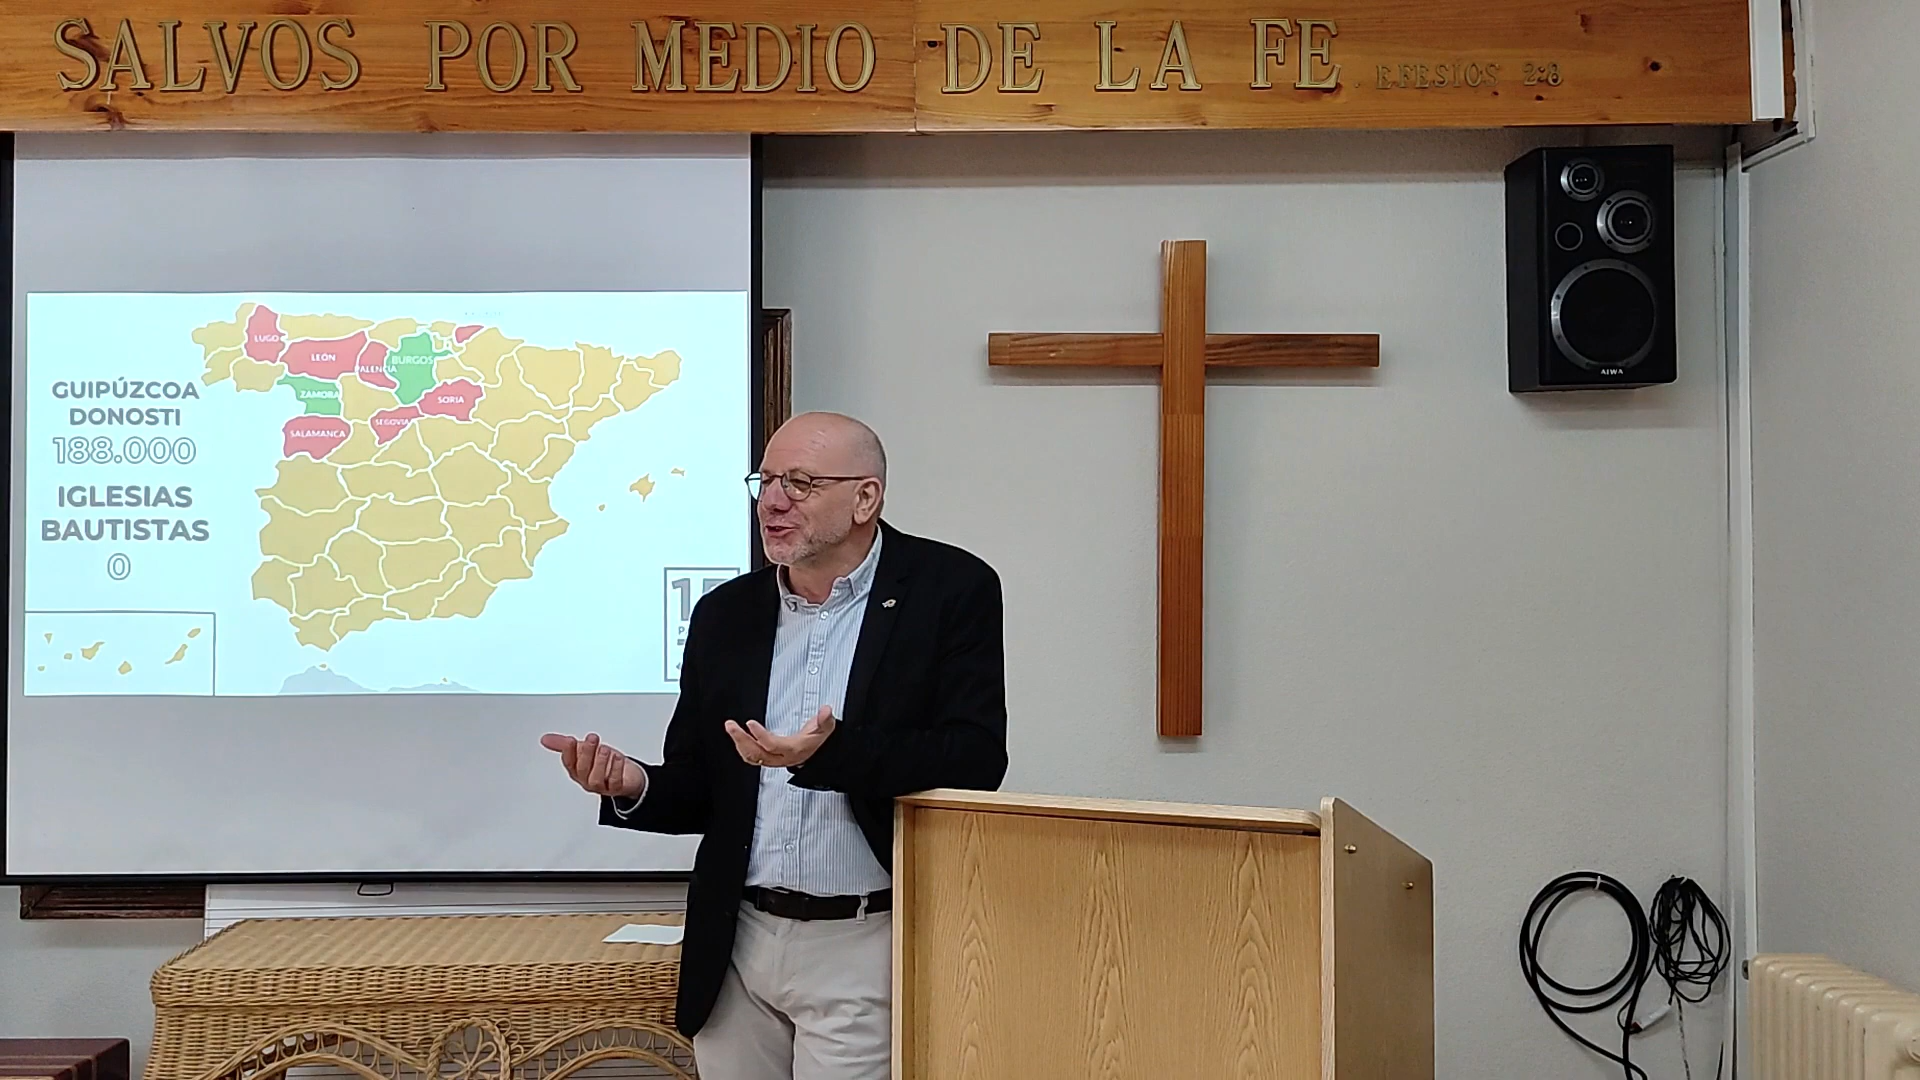 SALVOS POR MEDIO DE LA FE. EFESIOS 2:8
GUIPÚZCOA
DONOSTI
188.000
IGLESIAS
BAUTISTAS
0
LUGO
LEÓN
PALENCIA
BURGOS
ZAMORA
SORIA
SEGOVIA
SALAMANCA
AIWA